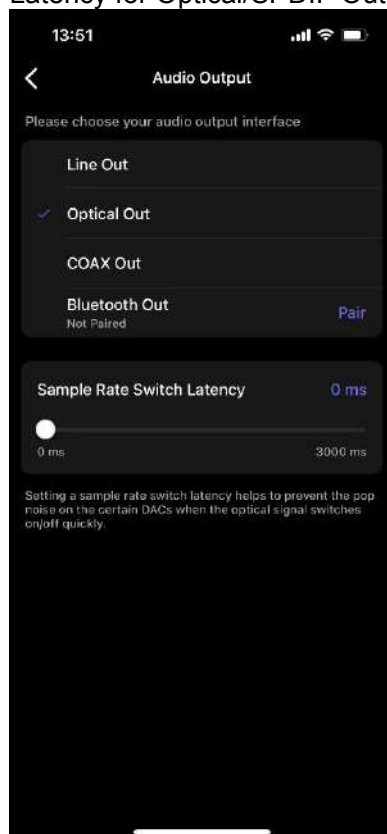 Latency for Optical/SPDIF Out
13:51
Audio Output
Please choose your audio output interface
Line Out
Optical Out
COAX Out
Bluetooth Out
Not Paired
Pair
Sample Rate Switch Latency
0 ms
0 ms
3000 ms
Setting a sample rate switch latency helps to prevent the pop
noise on the certain DACs when the optical signal switches
on/off quickly.